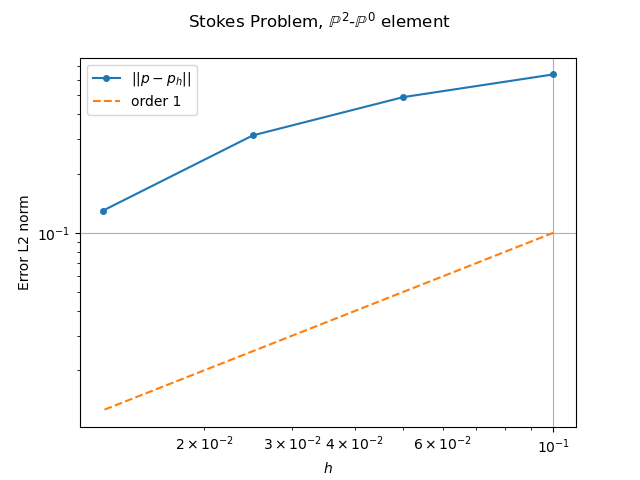 Stokes Problem, ℙ²-ℙ⁰ element
||p − pₕ||
order 1
Error L2 norm
10⁻¹
2 × 10⁻² 3 × 10⁻² 4 × 10⁻² 6 × 10⁻² 10⁻¹
h